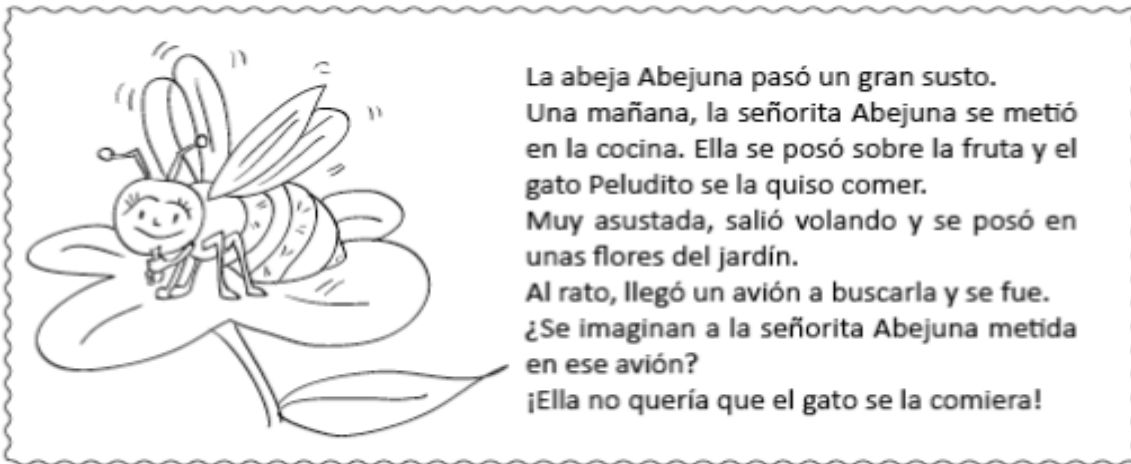 La abeja Abejuna pasó un gran susto.
Una mañana, la señorita Abejuna se metió
en la cocina. Ella se posó sobre la fruta y el
gato Peludito se la quiso comer.
Muy asustada, salió volando y se posó en
unas flores del jardín.
Al rato, llegó un avión a buscarla y se fue.
¿Se imaginan a la señorita Abejuna metida
en ese avión?
¡Ella no quería que el gato se la comiera!